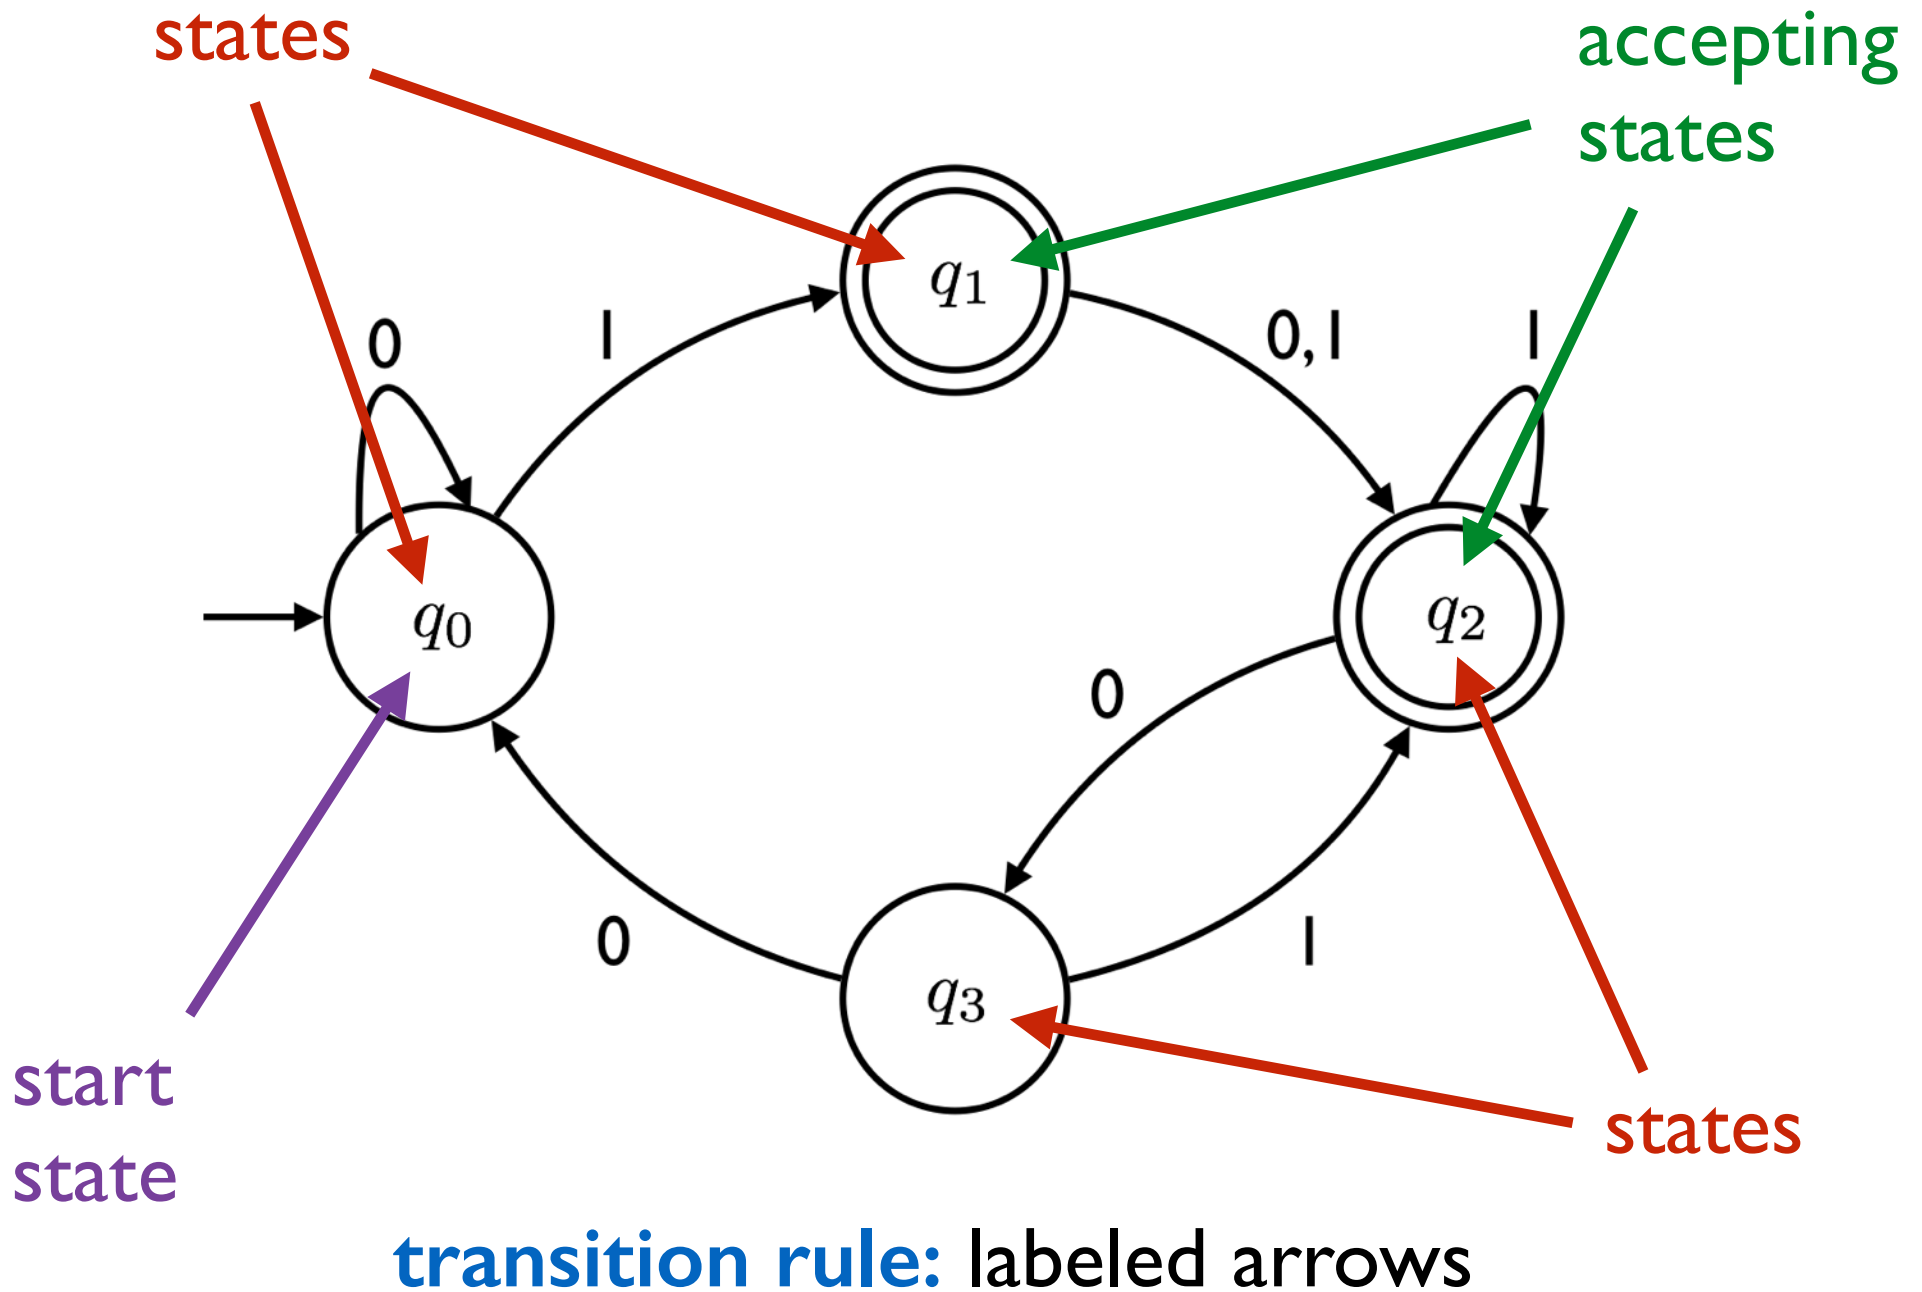 states
accepting
states
q₁
0
1
0,1
1
q₀
q₂
0
0
1
q₃
start
state
states
transition rule: labeled arrows